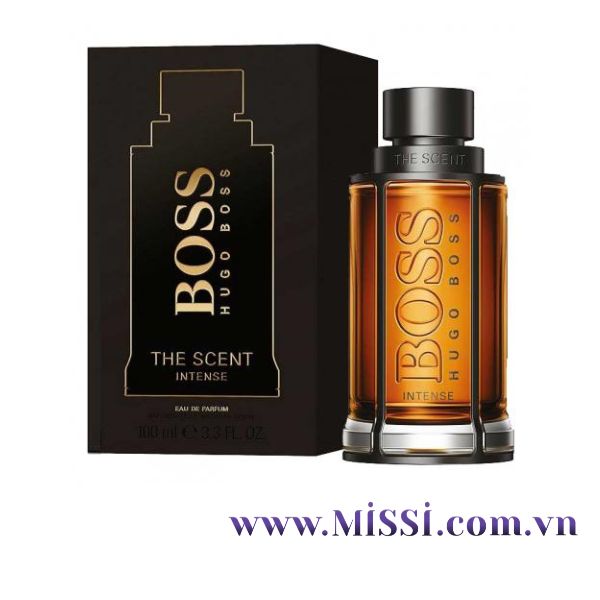 BOSS
HUGO BOSS
THE SCENT
INTENSE
EAU DE PARFUM
100 ml ℮ 3.3 FL. OZ.
THE SCENT
BOSS
HUGO BOSS
INTENSE
www.MiSSi.com.vn